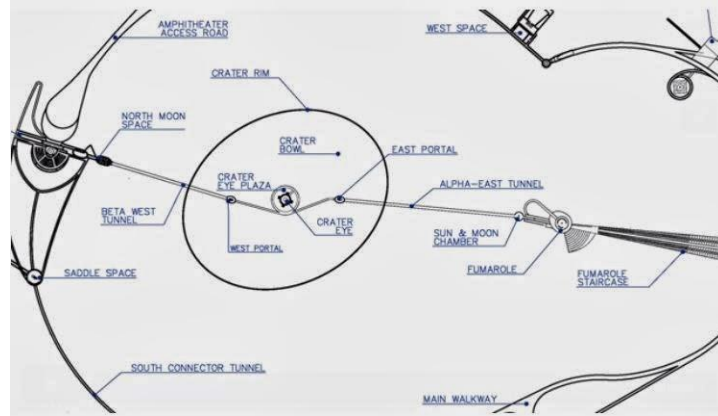 AMPHITHEATER
ACCESS ROAD
WEST SPACE
CRATER RIM
NORTH MOON
SPACE
CRATER
BOWL
EAST PORTAL
CRATER
EYE PLAZA
ALPHA-EAST TUNNEL
BETA WEST
TUNNEL
CRATER
EYE
SUN & MOON
CHAMBER
WEST PORTAL
SADDLE SPACE
FUMAROLE
FUMAROLE
STAIRCASE
SOUTH CONNECTOR TUNNEL
MAIN WALKWAY